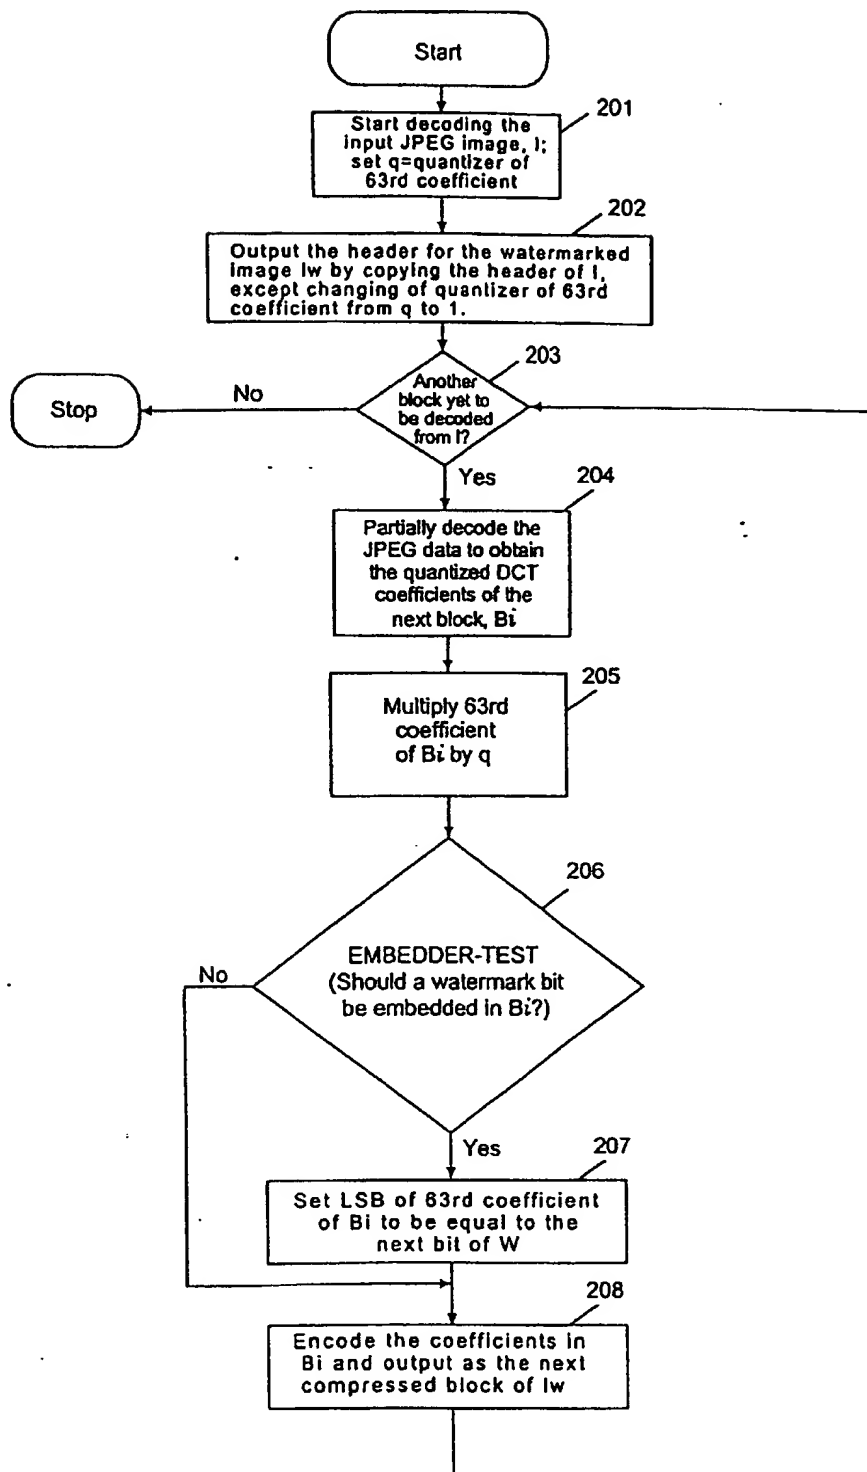 Start
201
Start decoding the
input JPEG image, I;
set q=quantizer of
63rd coefficient
202
Output the header for the watermarked
image Iw by copying the header of I,
except changing of quantizer of 63rd
coefficient from q to 1.
203
Another
block yet to
be decoded
from I?
No
Stop
Yes
204
Partially decode the
JPEG data to obtain
the quantized DCT
coefficients of the
next block, Bi
205
Multiply 63rd
coefficient
of Bi by q
206
EMBEDDER-TEST
(Should a watermark bit
be embedded in Bi?)
No
Yes
207
Set LSB of 63rd coefficient
of Bi to be equal to the
next bit of W
208
Encode the coefficients in
Bi and output as the next
compressed block of Iw